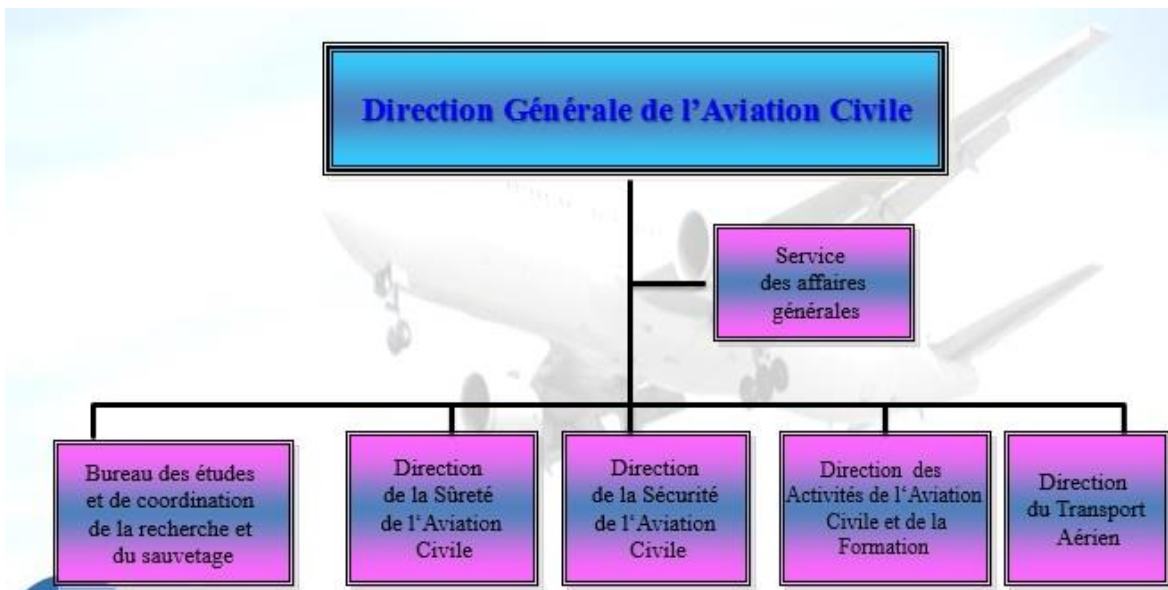 Direction Générale de l’Aviation Civile
Service
des affaires
générales
Bureau des études
et de coordination
de la recherche et
du sauvetage
Direction
de la Sûreté
de l‘Aviation
Civile
Direction
de la Sécurité
de l‘Aviation
Civile
Direction des
Activités de l‘Aviation
Civile et de la
Formation
Direction
du Transport
Aérien